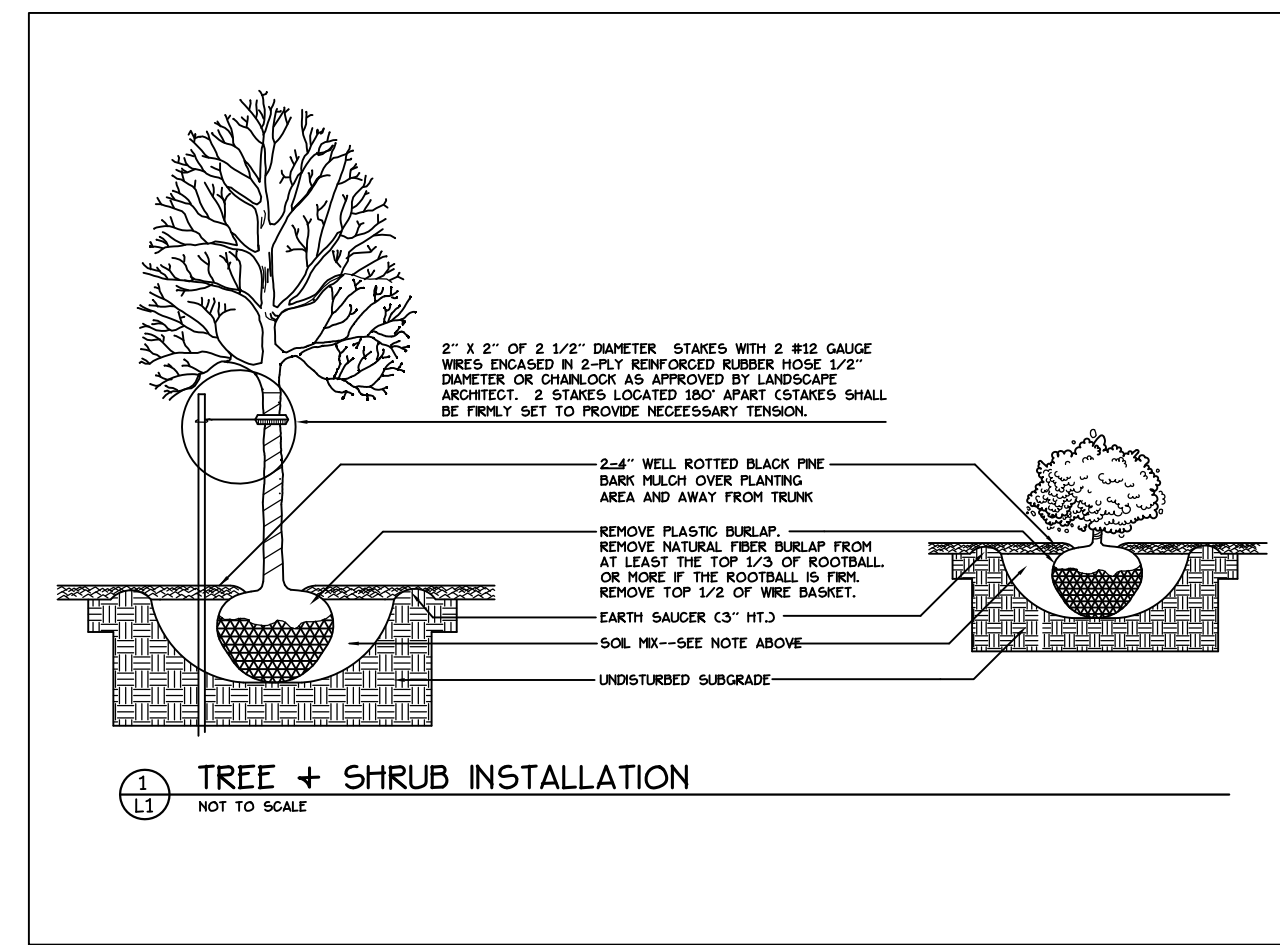 2" X 2" OF 2 1/2" DIAMETER STAKES WITH 2 #12 GAUGE
WIRES ENCASED IN 2-PLY REINFORCED RUBBER HOSE 1/2"
DIAMETER OR CHAINLOCK AS APPROVED BY LANDSCAPE
ARCHITECT. 2 STAKES LOCATED 180° APART (STAKES SHALL
BE FIRMLY SET TO PROVIDE NECEESSARY TENSION.
2-4" WELL ROTTED BLACK PINE
BARK MULCH OVER PLANTING
AREA AND AWAY FROM TRUNK
REMOVE PLASTIC BURLAP.
REMOVE NATURAL FIBER BURLAP FROM
AT LEAST THE TOP 1/3 OF ROOTBALL.
OR MORE IF THE ROOTBALL IS FIRM.
REMOVE TOP 1/2 OF WIRE BASKET.
EARTH SAUCER (3" HT.)
SOIL MIX--SEE NOTE ABOVE
UNDISTURBED SUBGRADE
1
L1
TREE + SHRUB INSTALLATION
NOT TO SCALE